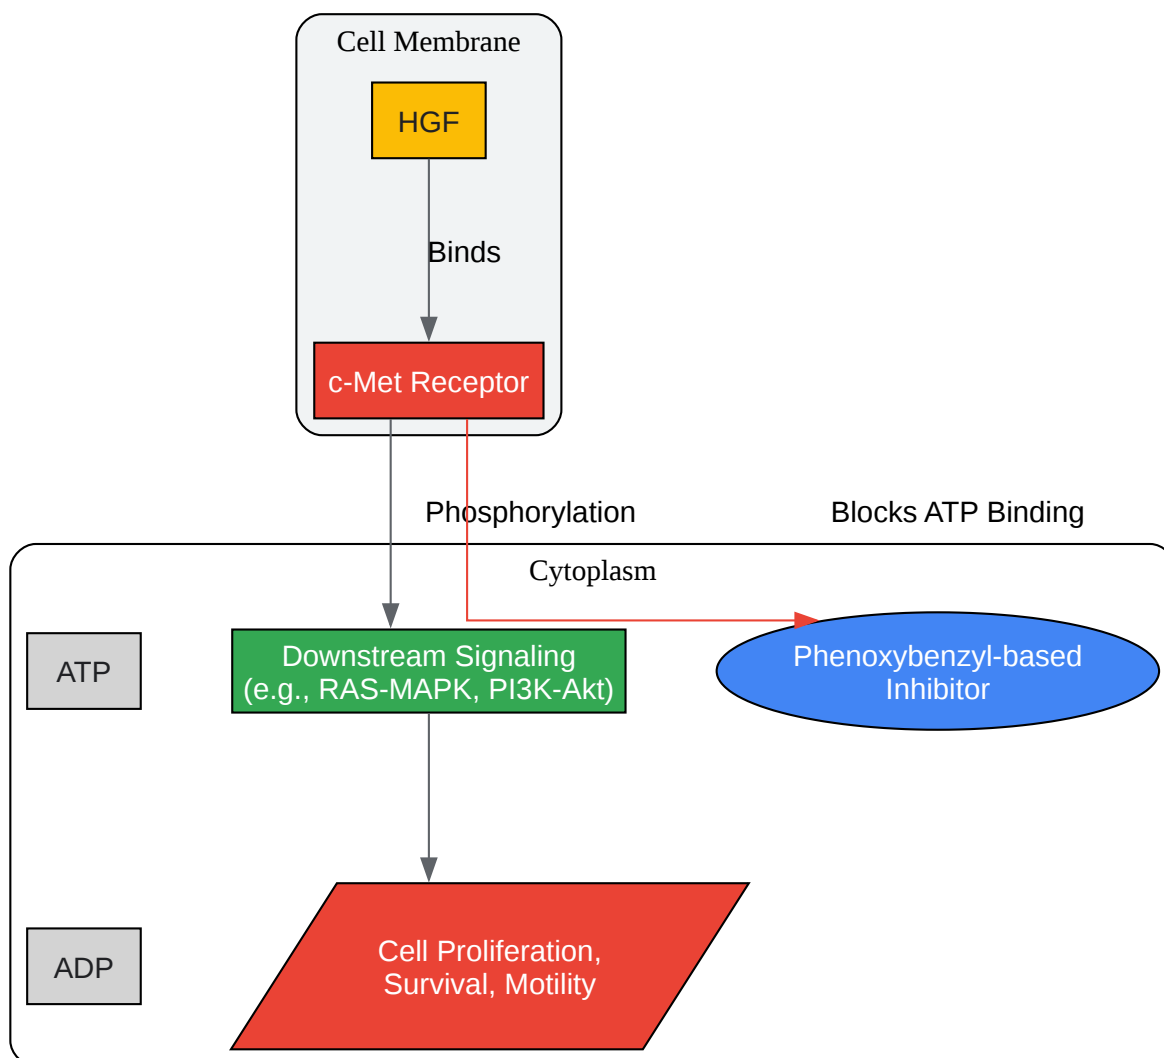 Cell Membrane
HGF
Binds
c-Met Receptor
Phosphorylation
Blocks ATP Binding
Cytoplasm
ATP
Downstream Signaling
(e.g., RAS-MAPK, PI3K-Akt)
Phenoxybenzyl-based
Inhibitor
ADP
Cell Proliferation,
Survival, Motility